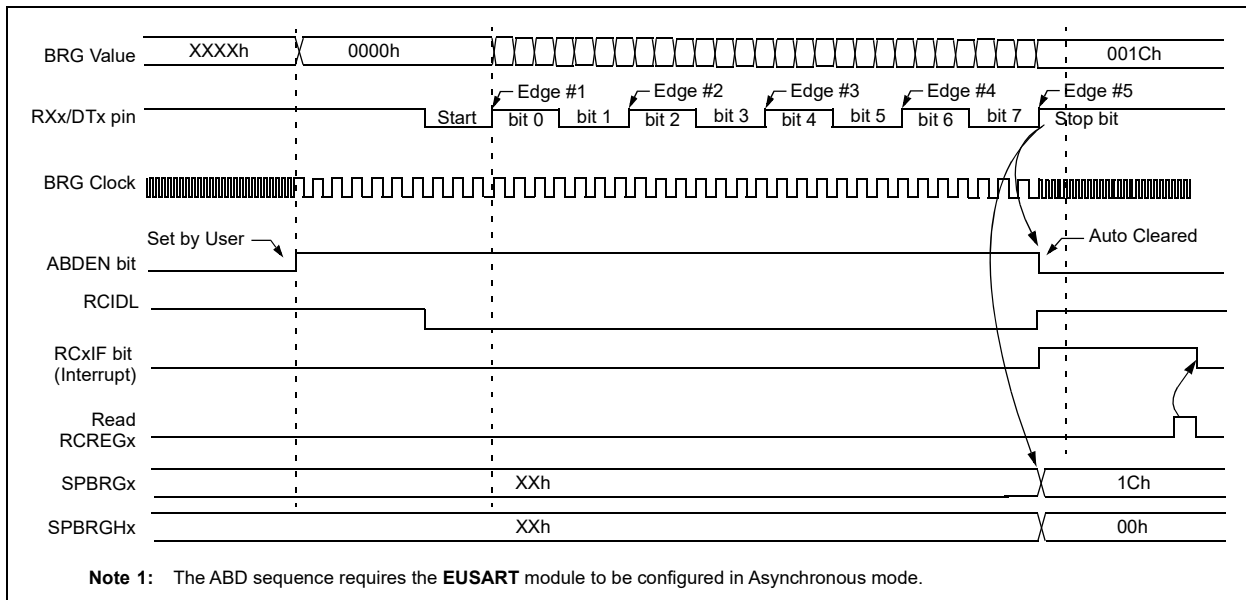 BRG Value XXXXh 0000h 001Ch
Edge #1 Edge #2 Edge #3 Edge #4 Edge #5
RXx/DTx pin Start bit 0 bit 1 bit 2 bit 3 bit 4 bit 5 bit 6 bit 7 Stop bit
BRG Clock
Set by User Auto Cleared
ABDEN bit
RCIDL
RCxIF bit
(Interrupt)
Read
RCREGx
SPBRGx XXh 1Ch
SPBRGHx XXh 00h
Note 1: The ABD sequence requires the EUSART module to be configured in Asynchronous mode.